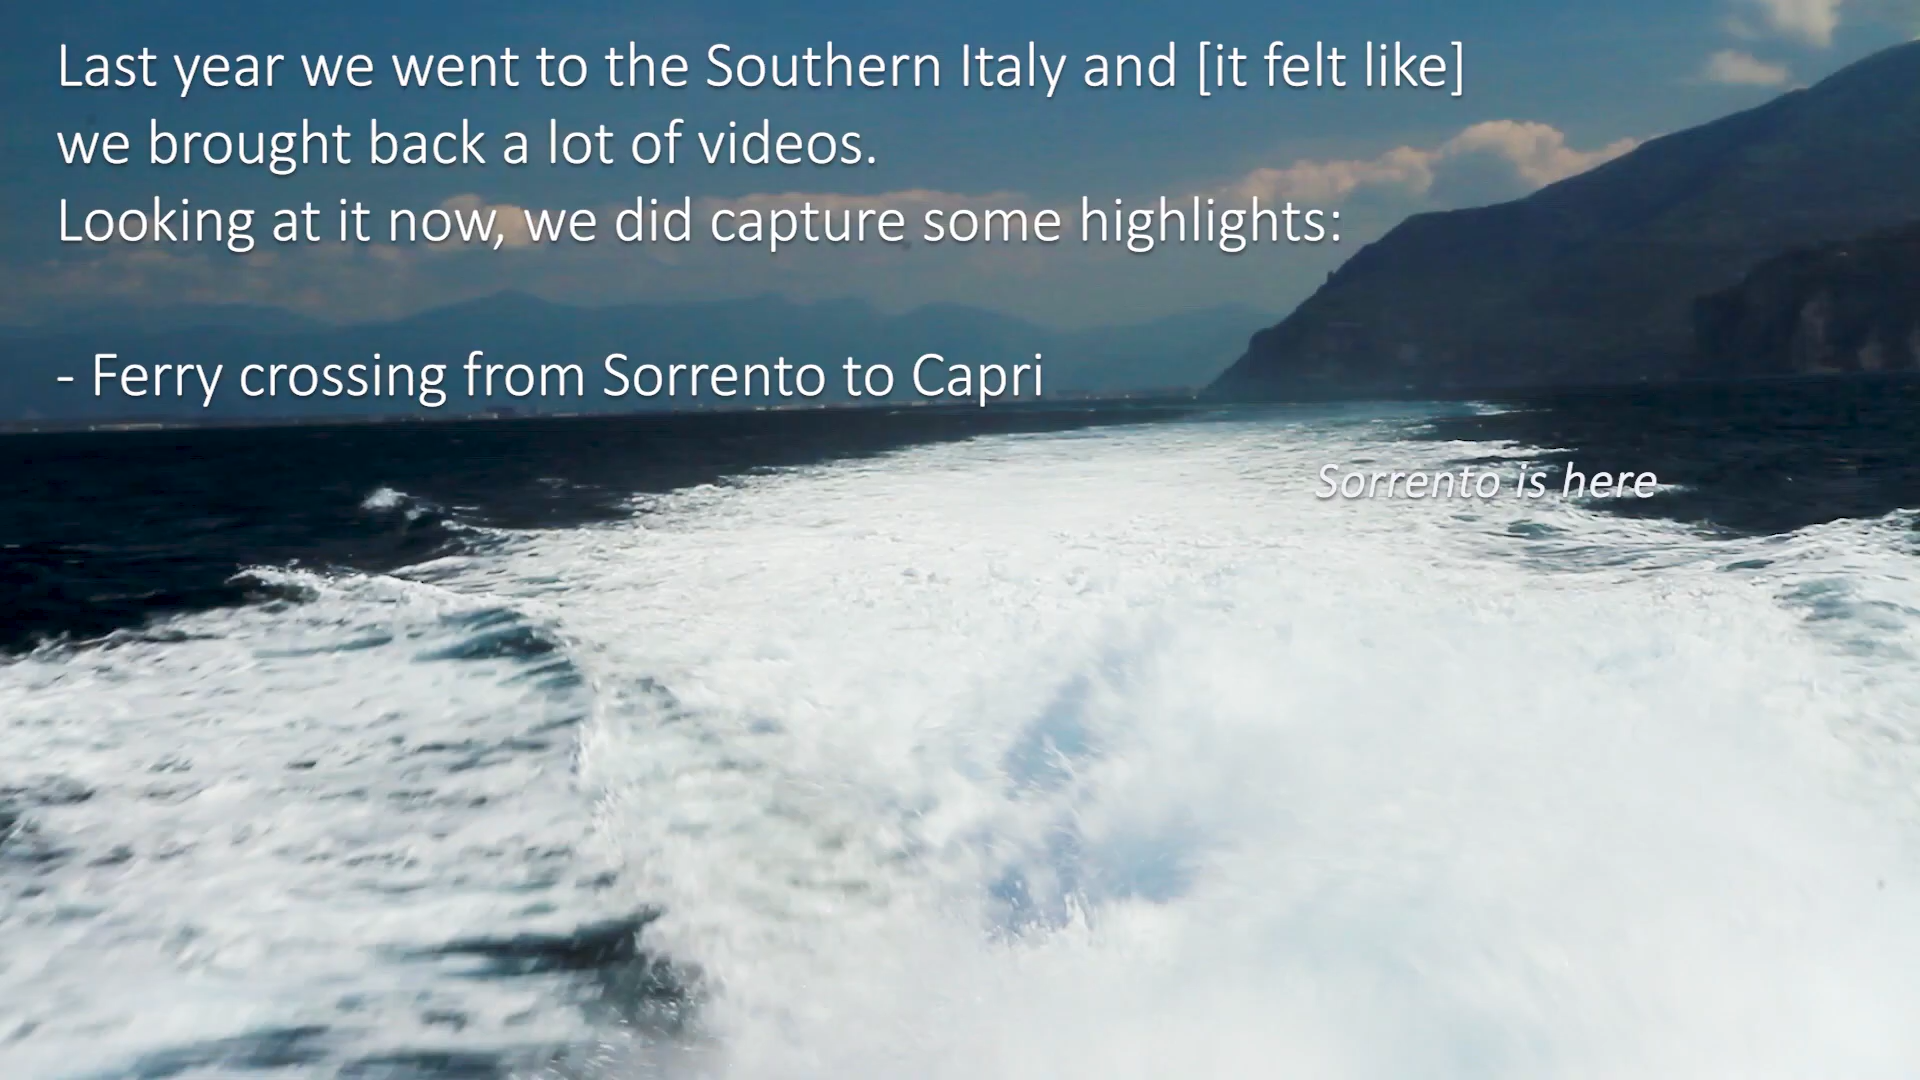 Last year we went to the Southern Italy and [it felt like]
we brought back a lot of videos.
Looking at it now, we did capture some highlights:
- Ferry crossing from Sorrento to Capri
Sorrento is here